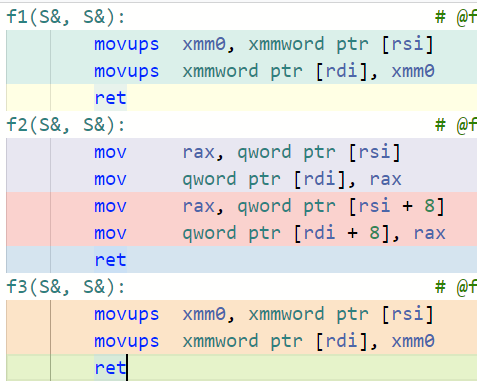 f1(S&, S&): # @f
movups xmm0, xmmword ptr [rsi]
movups xmmword ptr [rdi], xmm0
ret
f2(S&, S&): # @f
mov rax, qword ptr [rsi]
mov qword ptr [rdi], rax
mov rax, qword ptr [rsi + 8]
mov qword ptr [rdi + 8], rax
ret
f3(S&, S&): # @f
movups xmm0, xmmword ptr [rsi]
movups xmmword ptr [rdi], xmm0
ret